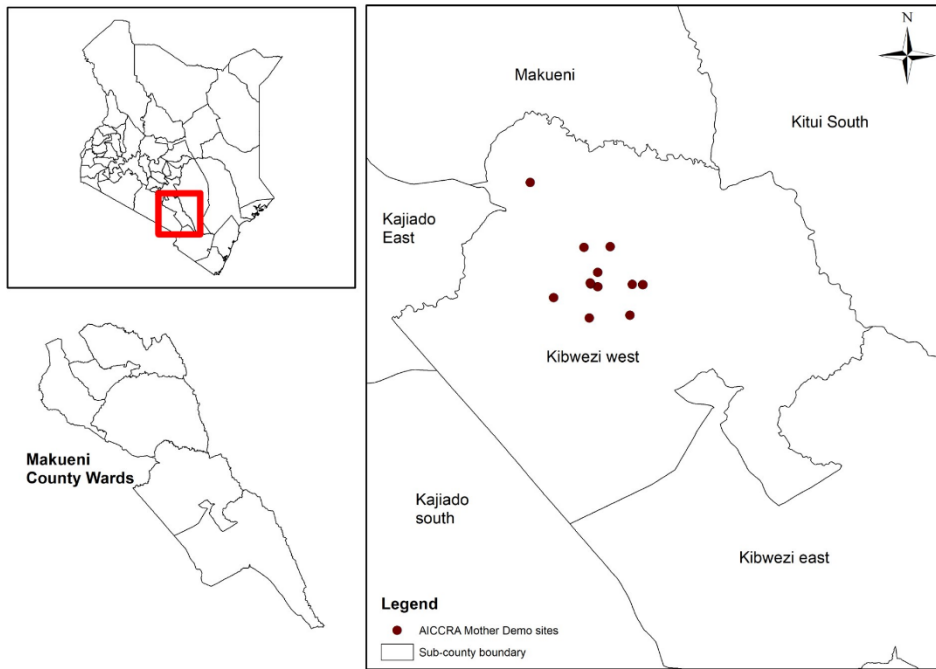 N
Makueni
Kitui South
Kajiado
East
Kibwezi west
Makueni
County Wards
Kajiado
south
Kibwezi east
Legend
AICCRA Mother Demo sites
Sub-county boundary